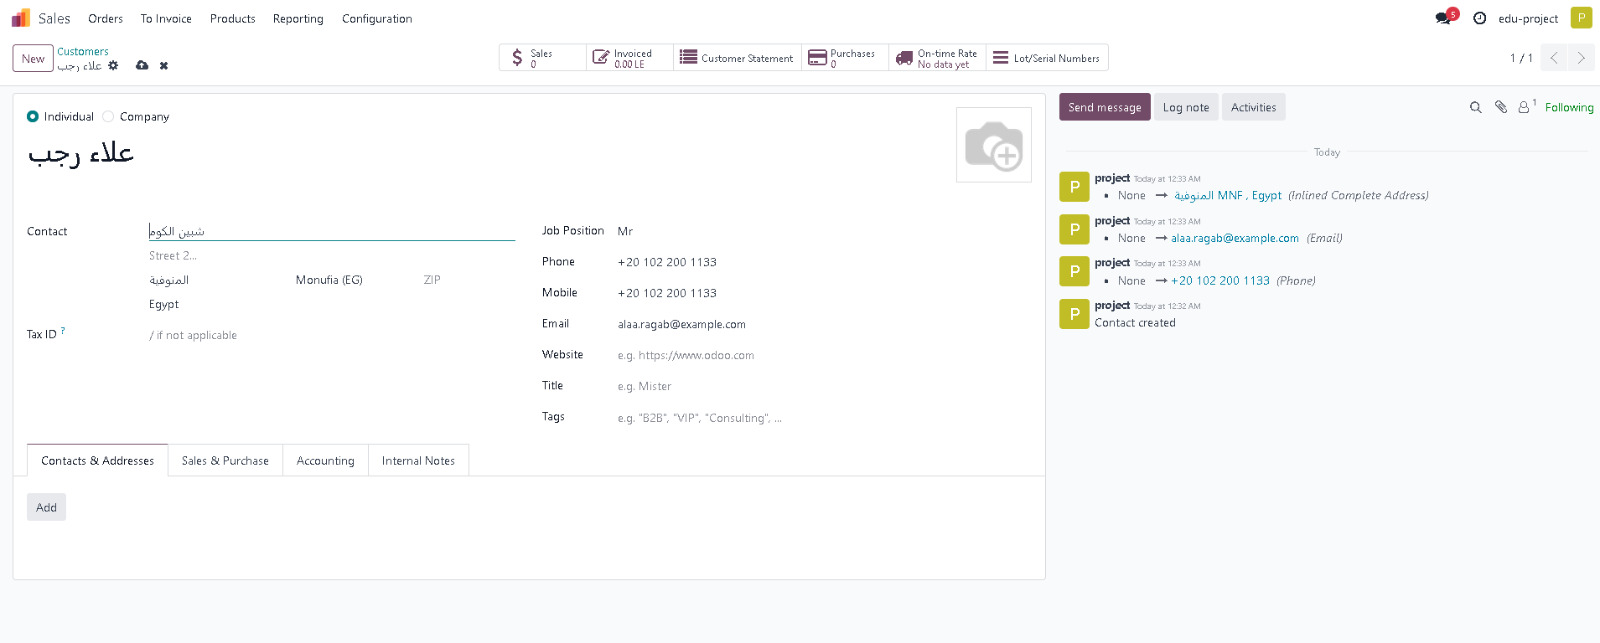 Sales Orders To Invoice Products Reporting Configuration 5 edu-project P
New Customers
علاء رجب
Sales 0
Invoiced 0.00 LE
Customer Statement
Purchases 0
On-time Rate No data yet
Lot/Serial Numbers
1 / 1
Individual Company
علاء رجب
Contact شبين الكوم
Street 2...
المنوفية Monufia (EG) ZIP
Egypt
Tax ID ? / if not applicable
Job Position Mr
Phone +20 102 200 1133
Mobile +20 102 200 1133
Email alaa.ragab@example.com
Website e.g. https://www.odoo.com
Title e.g. Mister
Tags e.g. "B2B", "VIP", "Consulting", ...
Contacts & Addresses Sales & Purchase Accounting Internal Notes
Add
Send message Log note Activities 1 Following
Today
P project Today at 12:33 AM
• None → المنوفية MNF , Egypt (Inlined Complete Address)
P project Today at 12:33 AM
• None → alaa.ragab@example.com (Email)
P project Today at 12:33 AM
• None → +20 102 200 1133 (Phone)
P project Today at 12:32 AM
Contact created